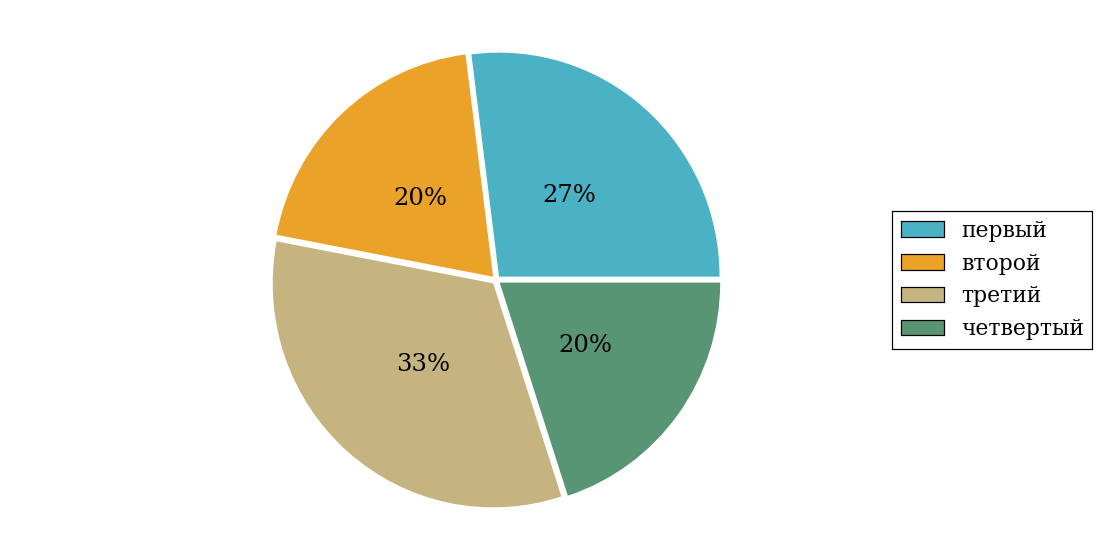 20%
27%
33%
20%
первый
второй
третий
четвертый